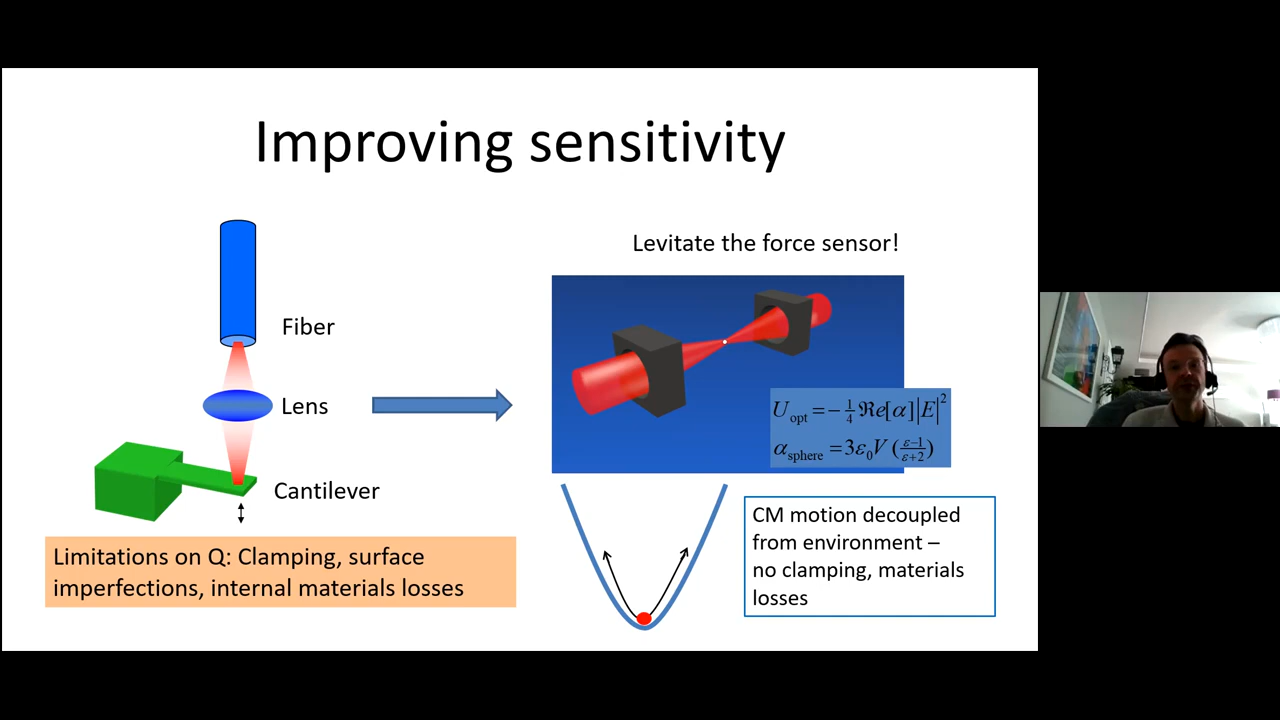 Improving sensitivity
Fiber
Lens
Cantilever
Limitations on Q: Clamping, surface
imperfections, internal materials losses
Levitate the force sensor!
U_opt = −¼ ℜe[α]|E|²
α_sphere = 3ε₀V (ε−1/ε+2)
CM motion decoupled
from environment –
no clamping, materials
losses